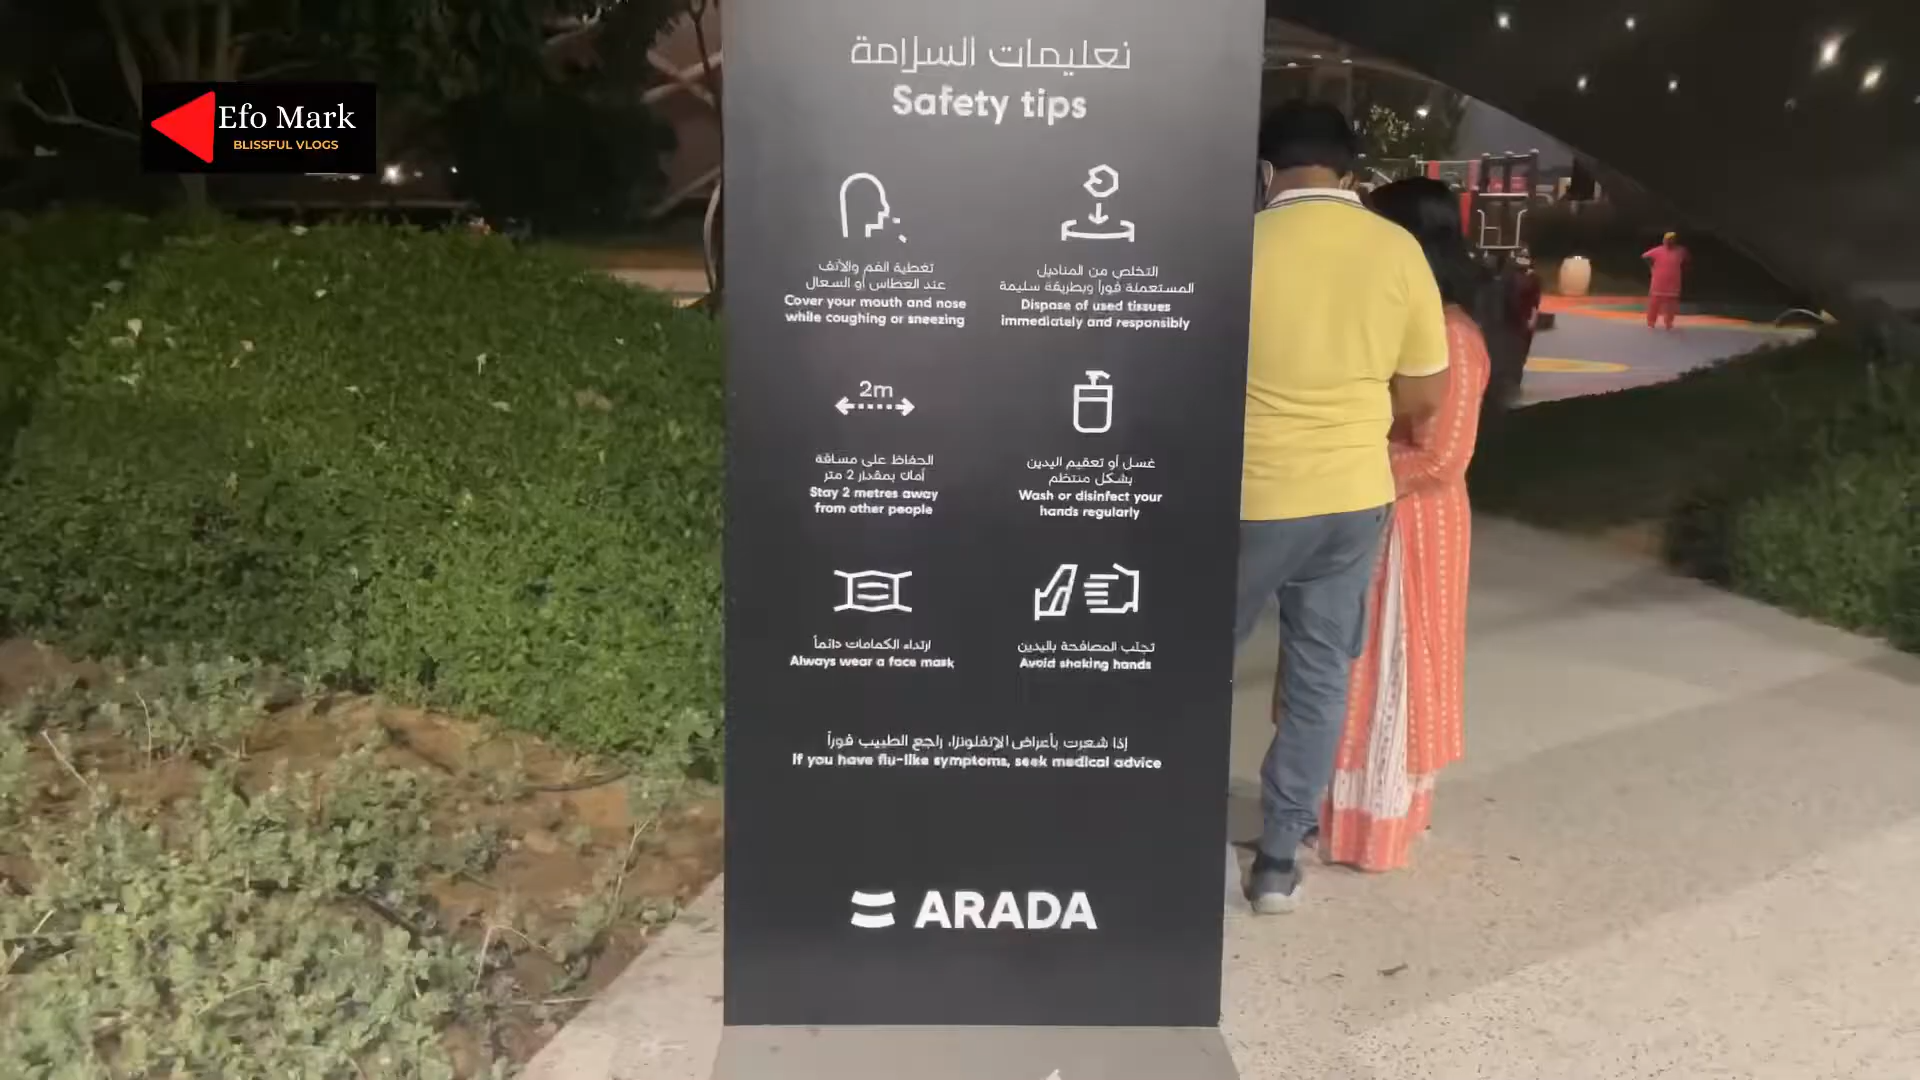 Efo Mark
BLISSFUL VLOGS
تعليمات السلامة
Safety tips
تغطية الفم والأنف
عند العطاس أو السعال
Cover your mouth and nose
while coughing or sneezing
التخلص من المناديل
المستعملة فوراً وبطريقة سليمة
Dispose of used tissues
immediately and responsibly
2m
الحفاظ على مسافة
أمان بمقدار 2 متر
Stay 2 metres away
from other people
غسل أو تعقيم اليدين
بشكل منتظم
Wash or disinfect your
hands regularly
ارتداء الكمامات دائماً
Always wear a face mask
تجنب المصافحة باليدين
Avoid shaking hands
إذا شعرت بأعراض الإنفلونزا، راجع الطبيب فوراً
If you have flu-like symptoms, seek medical advice
ARADA